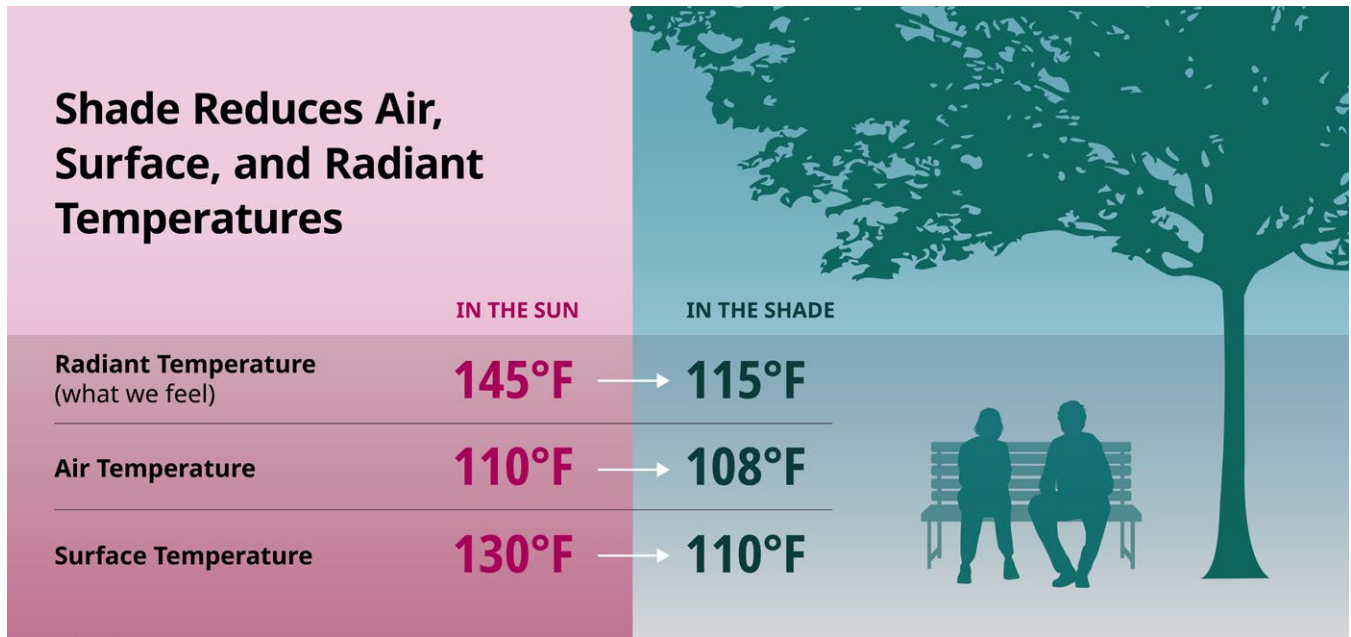 Shade Reduces Air,
Surface, and Radiant
Temperatures
IN THE SUN IN THE SHADE
Radiant Temperature
(what we feel)
145°F 115°F
Air Temperature 110°F 108°F
Surface Temperature 130°F 110°F